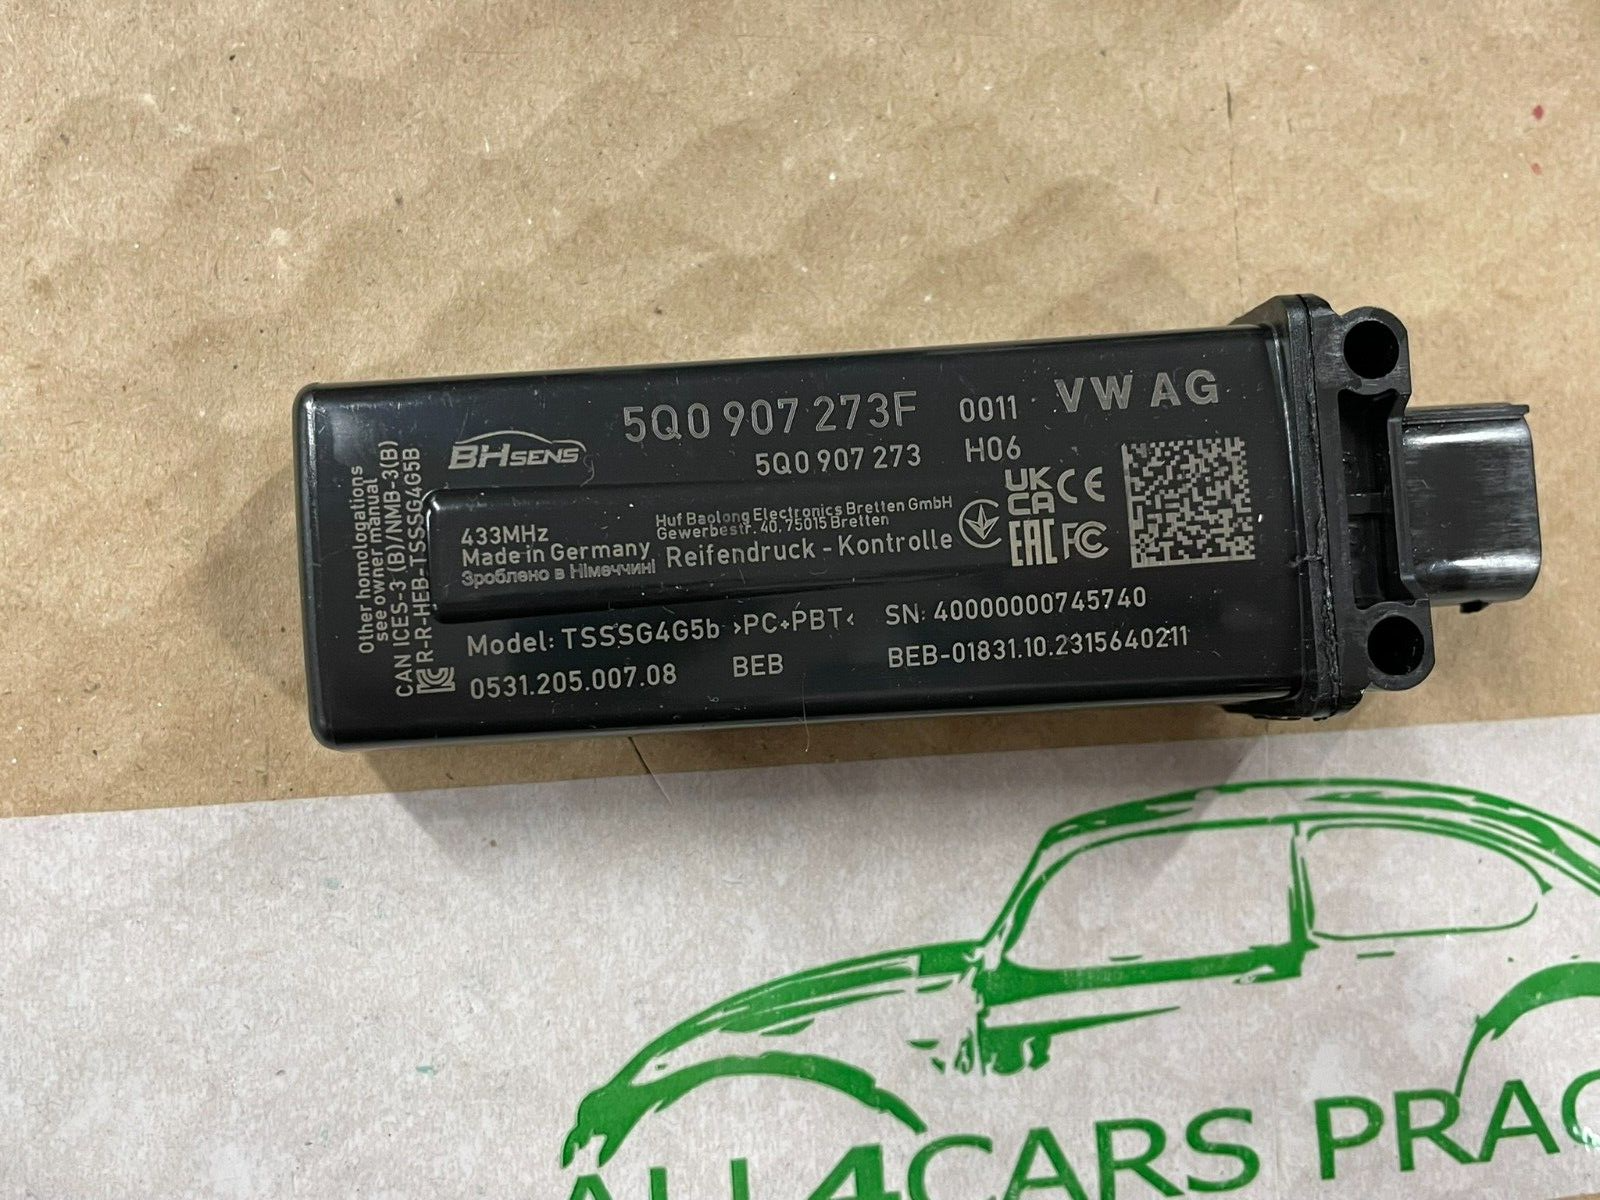 5Q0 907 273F 0011 VW AG
5Q0 907 273 H06
BHSENS
433MHz
Made in Germany
Зроблено в Німеччині
Huf Baolong Electronics Bretten GmbH
Gewerbestr. 40, 75015 Bretten
Reifendruck - Kontrolle
UK
CA
CE
EAC
FC
Model: TSSSG4G5b >PC+PBT< SN: 40000000745740
0531.205.007.08 BEB BEB-01831.10.2315640211
Other homologations
see owner manual
CAN ICES-3 (B)/NMB-3(B)
R-R-HEB-TSSSG4G5B
ALL4CARS PRAG